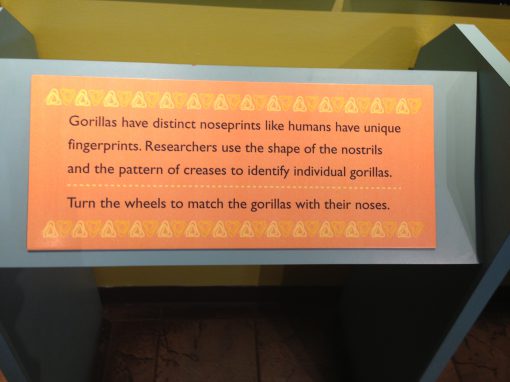 Gorillas have distinct noseprints like humans have unique
fingerprints. Researchers use the shape of the nostrils
and the pattern of creases to identify individual gorillas.
Turn the wheels to match the gorillas with their noses.